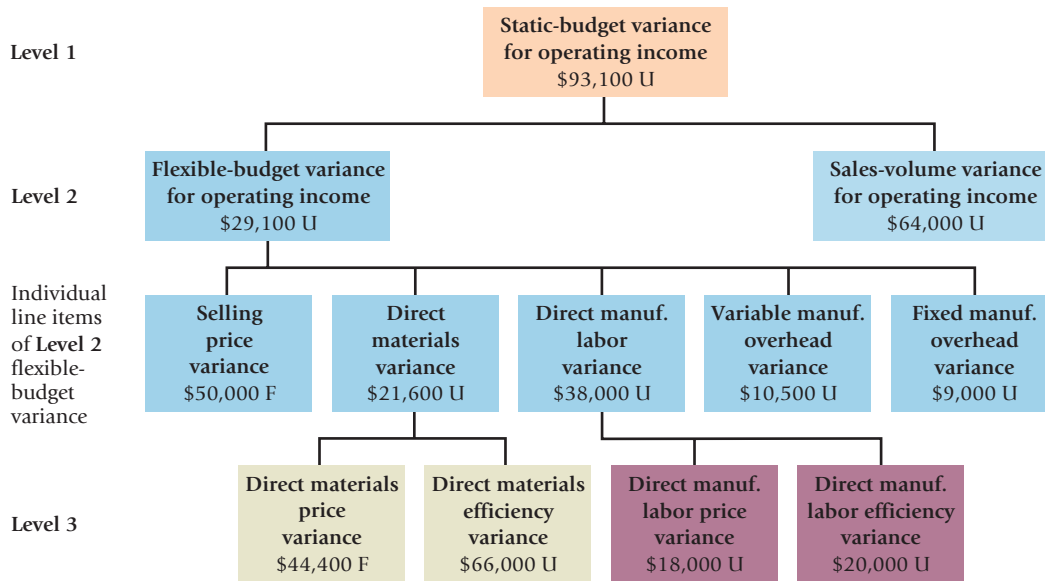 Level 1
Static-budget variance
for operating income
$93,100 U
Level 2
Flexible-budget variance
for operating income
$29,100 U
Sales-volume variance
for operating income
$64,000 U
Individual
line items
of Level 2
flexible-
budget
variance
Selling
price
variance
$50,000 F
Direct
materials
variance
$21,600 U
Direct manuf.
labor
variance
$38,000 U
Variable manuf.
overhead
variance
$10,500 U
Fixed manuf.
overhead
variance
$9,000 U
Level 3
Direct materials
price
variance
$44,400 F
Direct materials
efficiency
variance
$66,000 U
Direct manuf.
labor price
variance
$18,000 U
Direct manuf.
labor efficiency
variance
$20,000 U